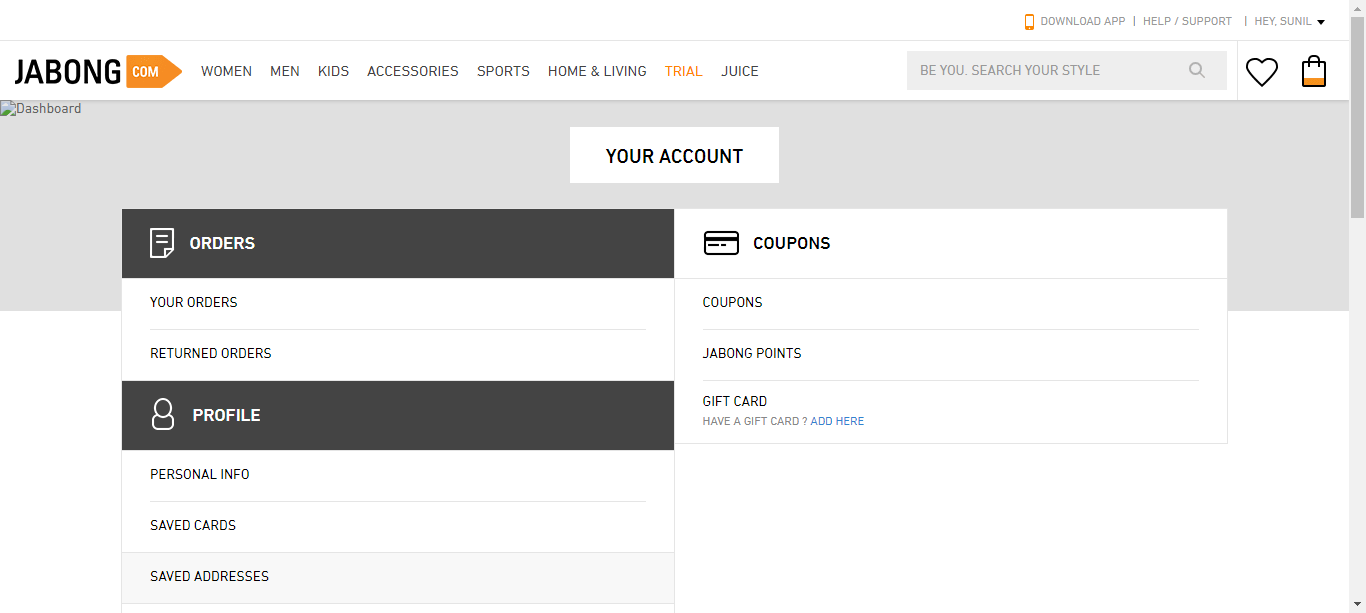 DOWNLOAD APP | HELP / SUPPORT | HEY, SUNIL
JABONG COM WOMEN MEN KIDS ACCESSORIES SPORTS HOME & LIVING TRIAL JUICE BE YOU. SEARCH YOUR STYLE
Dashboard
YOUR ACCOUNT
ORDERS
YOUR ORDERS
RETURNED ORDERS
PROFILE
PERSONAL INFO
SAVED CARDS
SAVED ADDRESSES
COUPONS
COUPONS
JABONG POINTS
GIFT CARD
HAVE A GIFT CARD ? ADD HERE